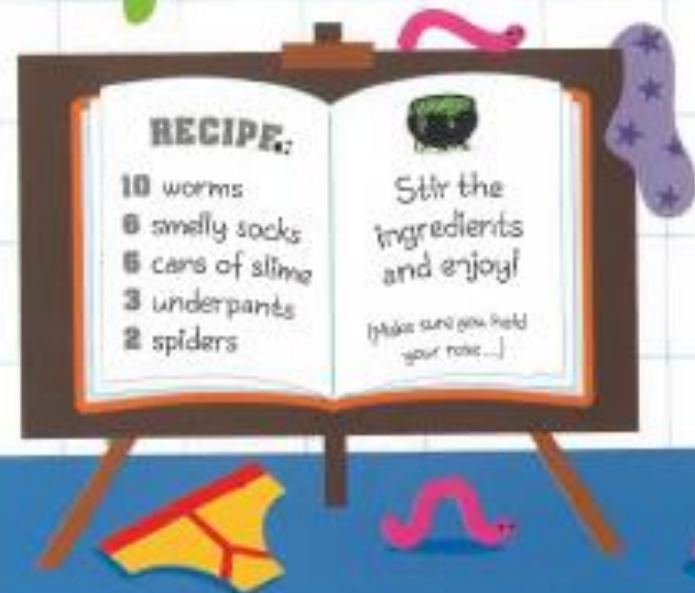 RECIPE:
10 worms
6 smelly socks
6 cans of slime
3 underpants
2 spiders
Stir the
ingredients
and enjoy!
(Make sure you hold
your nose...)